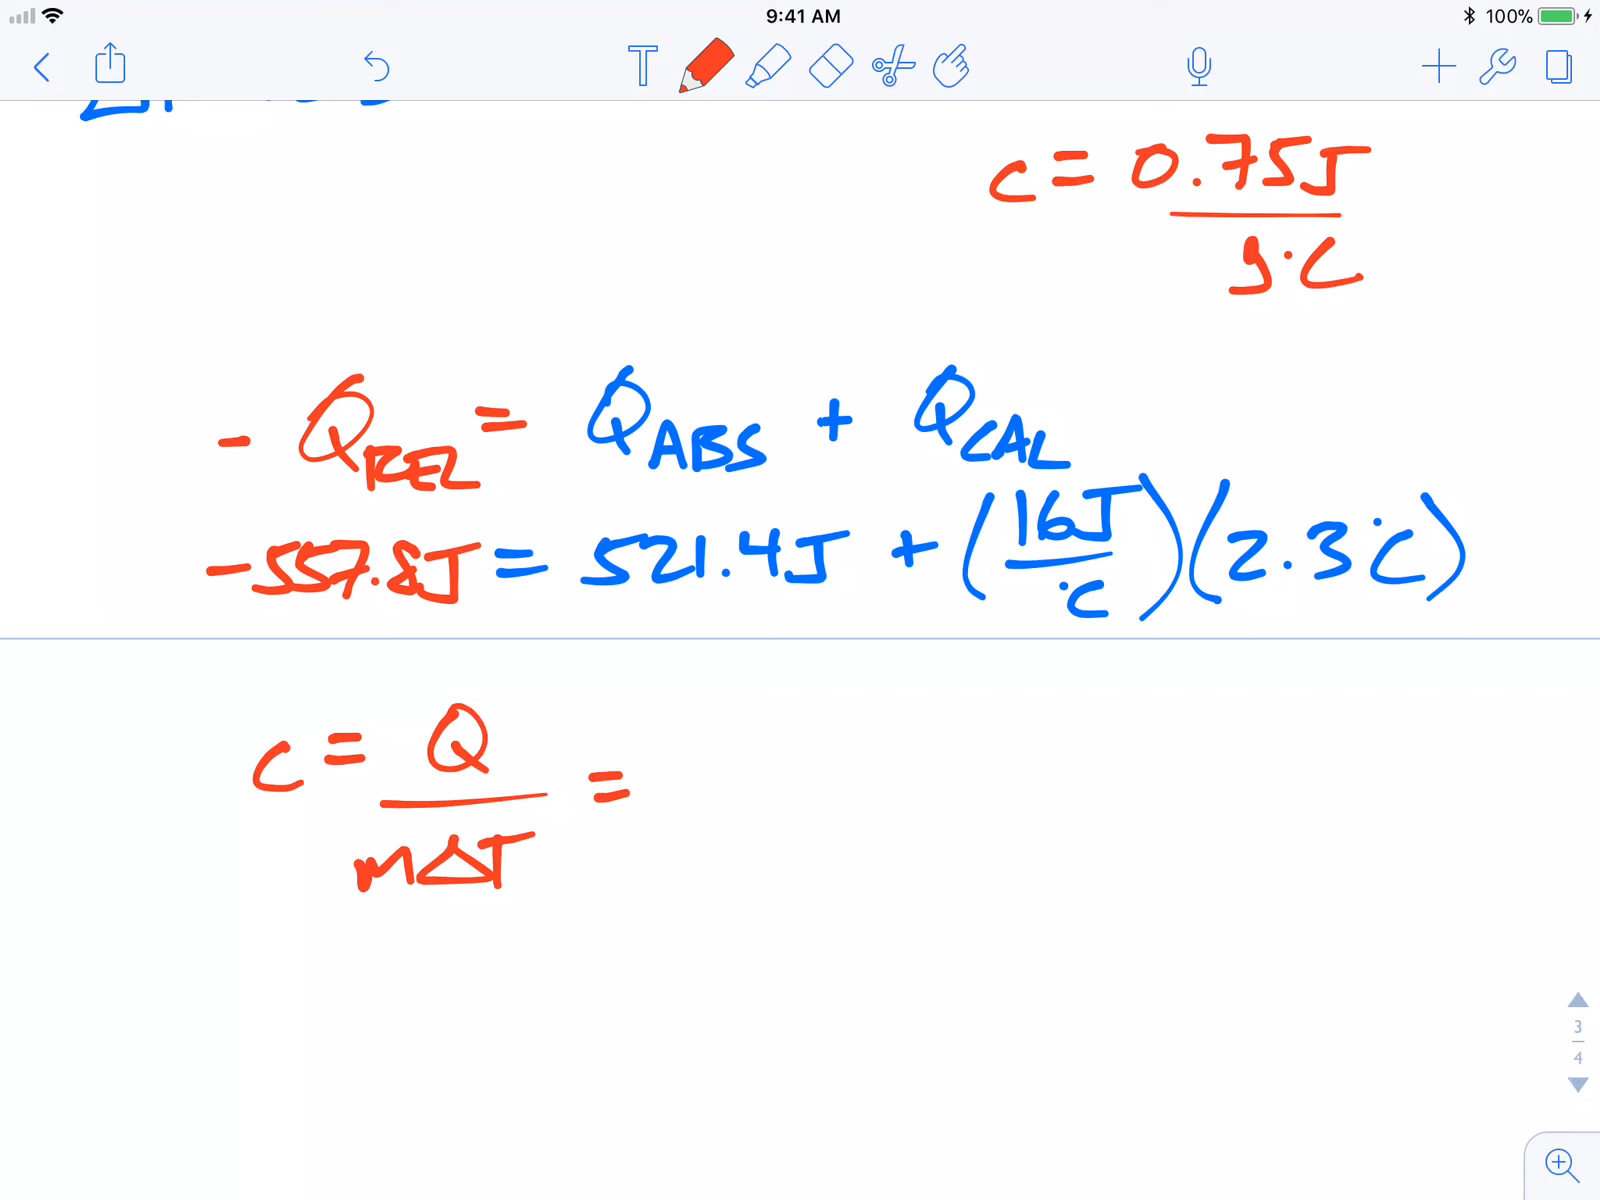 9:41 AM
100%
T
c = 0.75J
g·C
- QREL = QABS + QCAL
-557.8J = 521.4J + (16J/°C)(2.3°C)
c = Q =
mΔT
3
4